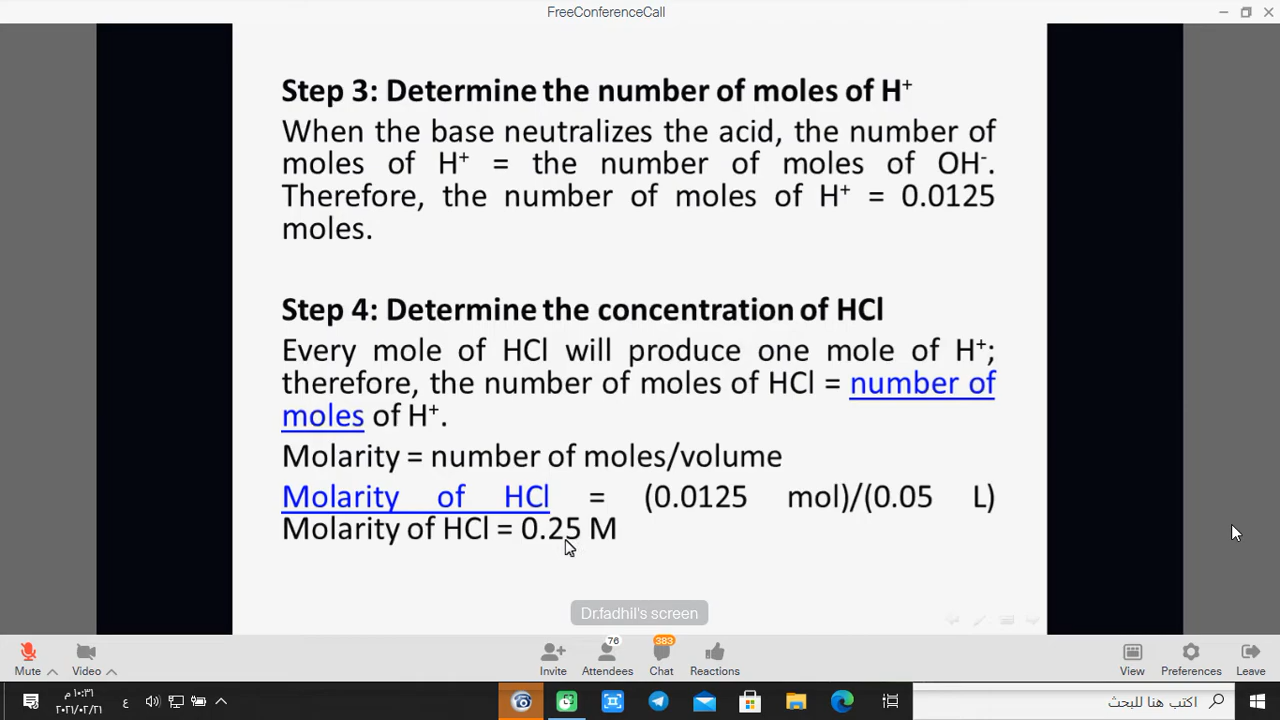 FreeConferenceCall
Step 3: Determine the number of moles of H⁺
When the base neutralizes the acid, the number of
moles of H⁺ = the number of moles of OH⁻.
Therefore, the number of moles of H⁺ = 0.0125
moles.
Step 4: Determine the concentration of HCl
Every mole of HCl will produce one mole of H⁺;
therefore, the number of moles of HCl = number of
moles of H⁺.
Molarity = number of moles/volume
Molarity of HCl = (0.0125 mol)/(0.05 L)
Molarity of HCl = 0.25 M
Dr.fadhil's screen
76
383
Mute
Video
Invite
Attendees
Chat
Reactions
View
Preferences
Leave
١٠:٣١ م
٢٠٢١/٠٢/٢١
ع
اكتب هنا للبحث